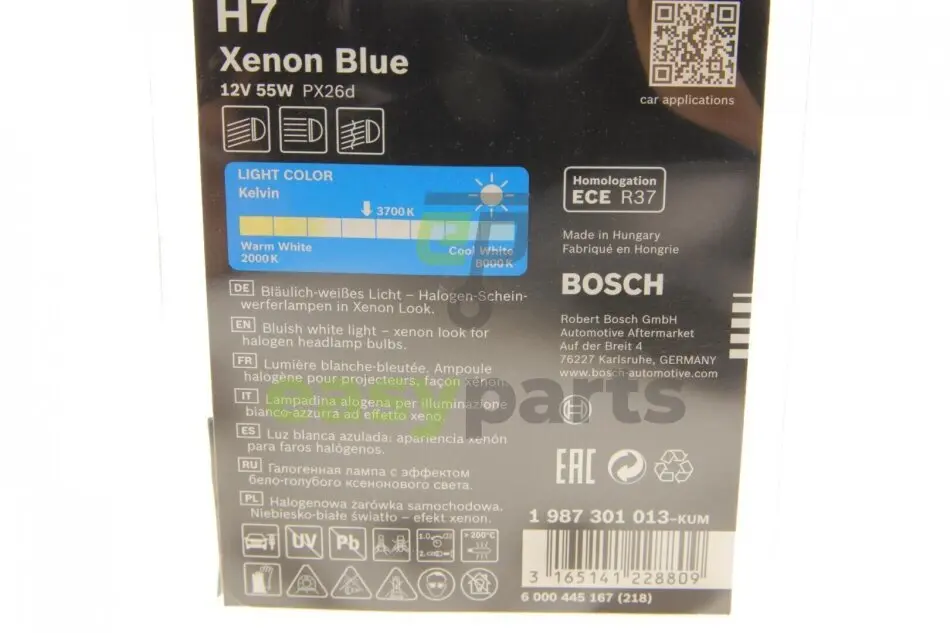 H7
Xenon Blue
12V 55W PX26d
car applications
LIGHT COLOR
Kelvin
3700 K
Warm White
2000 K
Cool White
8000 K
Homologation
ECE R37
Made in Hungary
Fabriqué en Hongrie
BOSCH
Robert Bosch GmbH
Automotive Aftermarket
Auf der Breit 4
76227 Karlsruhe, GERMANY
www.bosch-automotive.com
DE Bläulich-weißes Licht – Halogen-Schein-
werferlampen in Xenon Look.
EN Bluish white light – xenon look for
halogen headlamp bulbs.
FR Lumière blanche-bleutée. Ampoule
halogène pour projecteurs, façon xénon.
IT Lampadina alogena per illuminazione
bianco-azzurra ad effetto xeno
ES Luz blanca azulada: apariencia xenón
para faros halógenos.
RU Галогенная лампа с эффектом
бело-голубого ксенонового света.
PL Halogenowa żarówka samochodowa.
Niebiesko-białe światło – efekt xenon.
easyparts
EAC
1 987 301 013-KUM
UV
Pb
1.
2.
> 200°C
3 165141 228809
6 000 445 167 (218)